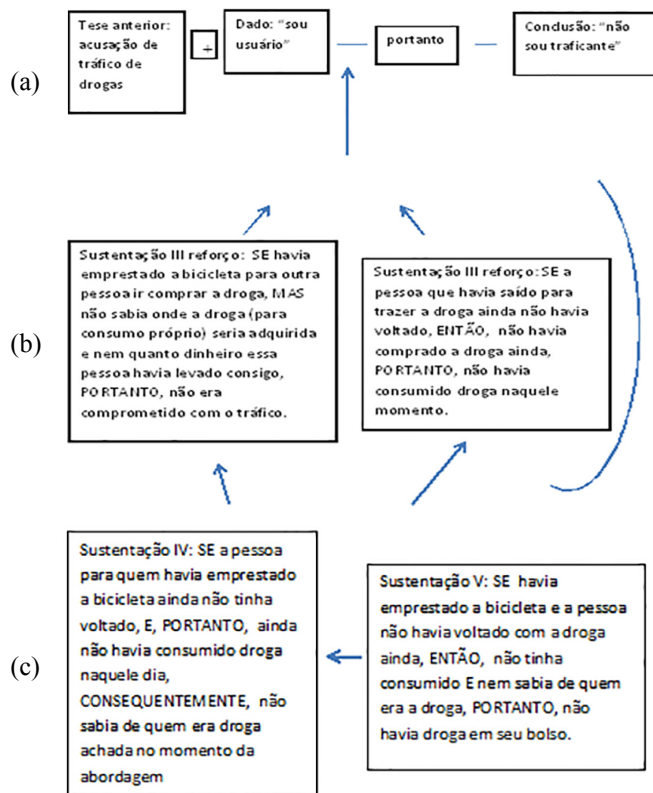 (a)
Tese anterior:
acusação de
tráfico de
drogas
+
Dado: “sou
usuário”
portanto
Conclusão: “não
sou traficante”
(b)
Sustentação III reforço: SE havia
emprestado a bicicleta para outra
pessoa ir comprar a droga, MAS
não sabia onde a droga (para
consumo próprio) seria adquirida
e nem quanto dinheiro essa
pessoa havia levado consigo,
PORTANTO, não era
comprometido com o tráfico.
Sustentação III reforço: SE a
pessoa que havia saído para
trazer a droga ainda não havia
voltado, ENTÃO, não havia
comprado a droga ainda,
PORTANTO, não havia
consumido droga naquele
momento.
(c)
Sustentação IV: SE a pessoa
para quem havia emprestado
a bicicleta ainda não tinha
voltado, E, PORTANTO, ainda
não havia consumido droga
naquele dia,
CONSEQUENTEMENTE, não
sabia de quem era droga
achada no momento da
abordagem
Sustentação V: SE havia
emprestado a bicicleta e a pessoa
não havia voltado com a droga
ainda, ENTÃO, não tinha
consumido E nem sabia de quem
era a droga, PORTANTO, não
havia droga em seu bolso.